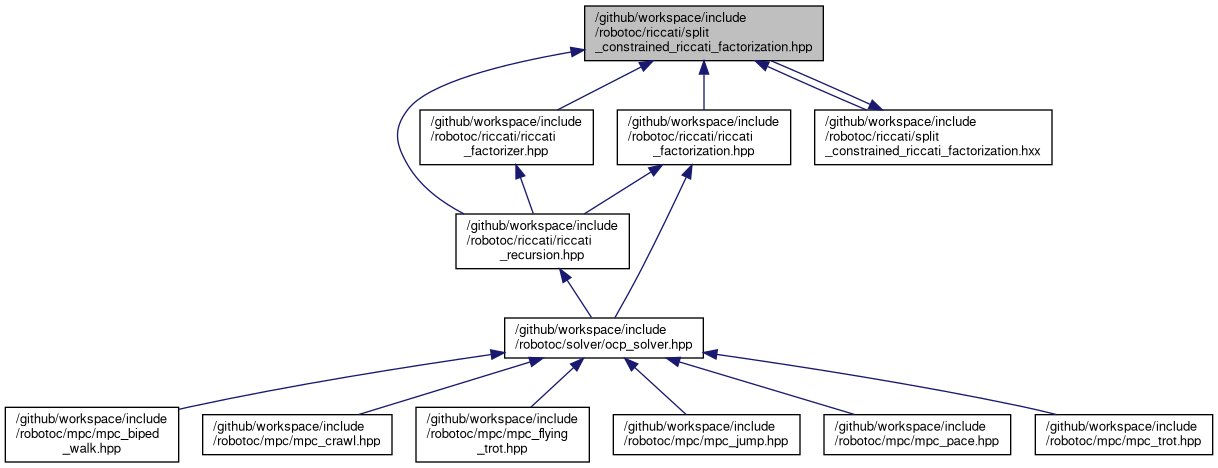 /github/workspace/include
/robotoc/riccati/split
_constrained_riccati_factorization.hpp
/github/workspace/include
/robotoc/riccati/riccati
_factorizer.hpp
/github/workspace/include
/robotoc/riccati/riccati
_factorization.hpp
/github/workspace/include
/robotoc/riccati/split
_constrained_riccati_factorization.hxx
/github/workspace/include
/robotoc/riccati/riccati
_recursion.hpp
/github/workspace/include
/robotoc/solver/ocp_solver.hpp
/github/workspace/include
/robotoc/mpc/mpc_biped
_walk.hpp
/github/workspace/include
/robotoc/mpc/mpc_crawl.hpp
/github/workspace/include
/robotoc/mpc/mpc_flying
_trot.hpp
/github/workspace/include
/robotoc/mpc/mpc_jump.hpp
/github/workspace/include
/robotoc/mpc/mpc_pace.hpp
/github/workspace/include
/robotoc/mpc/mpc_trot.hpp